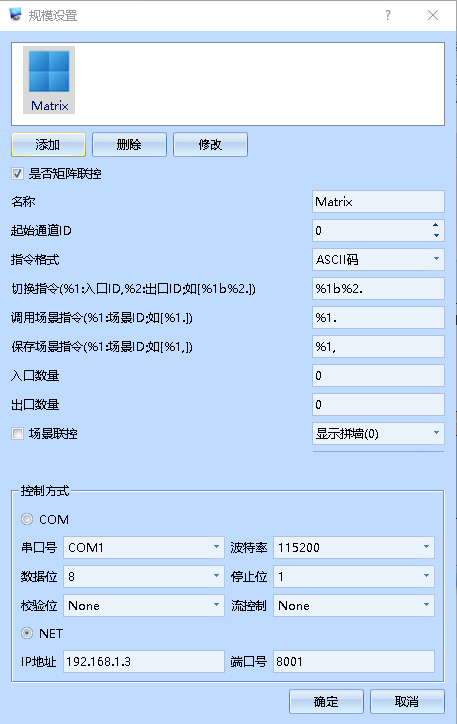 规模设置
Matrix
添加 删除 修改
是否矩阵联控
名称 Matrix
起始通道ID 0
指令格式 ASCII码
切换指令(%1:入口ID,%2:出口ID;如[%1b%2.]) %1b%2.
调用场景指令(%1:场景ID;如[%1.]) %1.
保存场景指令(%1:场景ID;如[%1,]) %1,
入口数量 0
出口数量 0
场景联控 显示拼墙(0)
控制方式
COM
串口号 COM1 波特率 115200
数据位 8 停止位 1
校验位 None 流控制 None
NET
IP地址 192.168.1.3 端口号 8001
确定 取消